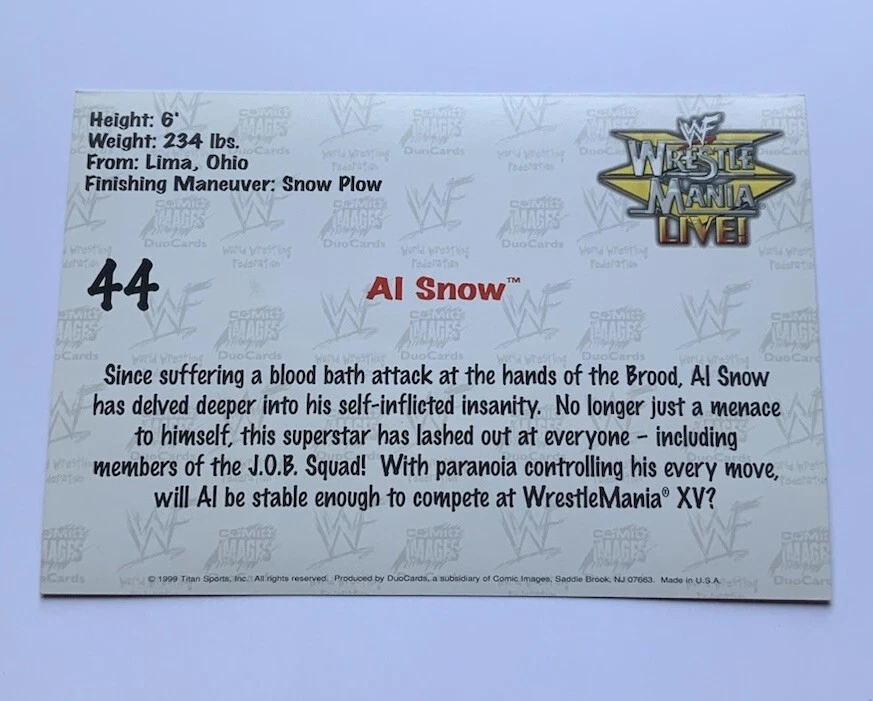 Height: 6'
Weight: 234 lbs.
From: Lima, Ohio
Finishing Maneuver: Snow Plow
WF
WRESTLE
MANIA
LIVE!
44
Al Snow™
Since suffering a blood bath attack at the hands of the Brood, Al Snow
has delved deeper into his self-inflicted insanity. No longer just a menace
to himself, this superstar has lashed out at everyone – including
members of the J.O.B. Squad! With paranoia controlling his every move,
will Al be stable enough to compete at WrestleMania® XV?
© 1999 Titan Sports, Inc. All rights reserved. Produced by DuoCards, a subsidiary of Comic Images, Saddle Brook, NJ 07663. Made in U.S.A.